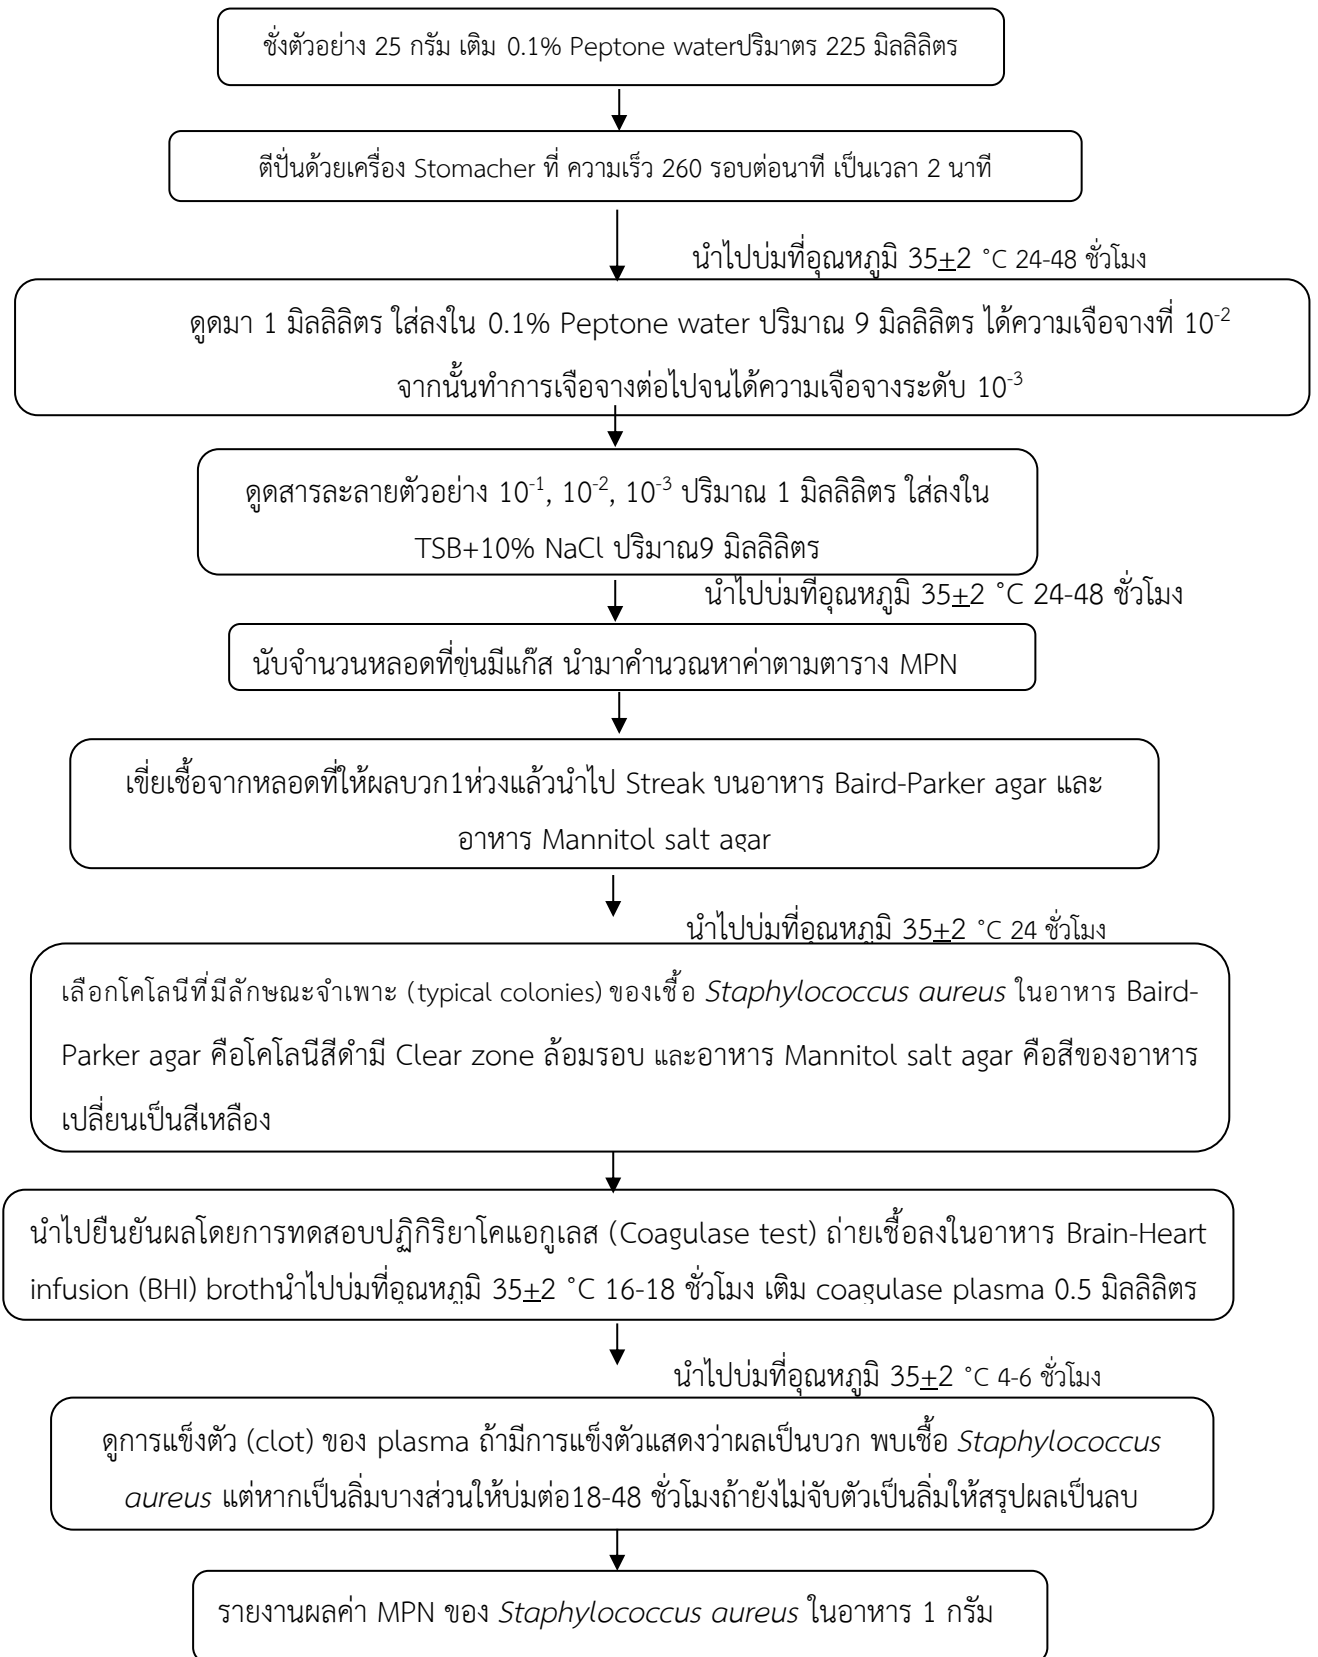 ชั่งตัวอย่าง 25 กรัม เติม 0.1% Peptone waterปริมาตร 225 มิลลิลิตร
ตีปั่นด้วยเครื่อง Stomacher ที่ ความเร็ว 260 รอบต่อนาที เป็นเวลา 2 นาที
นำไปบ่มที่อุณหภูมิ 35±2 °C 24-48 ชั่วโมง
ดูดมา 1 มิลลิลิตร ใส่ลงใน 0.1% Peptone water ปริมาณ 9 มิลลิลิตร ได้ความเจือจางที่ 10⁻²
จากนั้นทำการเจือจางต่อไปจนได้ความเจือจางระดับ 10⁻³
ดูดสารละลายตัวอย่าง 10⁻¹, 10⁻², 10⁻³ ปริมาณ 1 มิลลิลิตร ใส่ลงใน
TSB+10% NaCl ปริมาณ9 มิลลิลิตร
นำไปบ่มที่อุณหภูมิ 35±2 °C 24-48 ชั่วโมง
นับจำนวนหลอดที่ขุ่นมีแก๊ส นำมาคำนวณหาค่าตามตาราง MPN
เขี่ยเชื้อจากหลอดที่ให้ผลบวก1ห่วงแล้วนำไป Streak บนอาหาร Baird-Parker agar และ
อาหาร Mannitol salt agar
นำไปบ่มที่อุณหภูมิ 35±2 °C 24 ชั่วโมง
เลือกโคโลนีที่มีลักษณะจำเพาะ (typical colonies) ของเชื้อ Staphylococcus aureus ในอาหาร Baird-
Parker agar คือโคโลนีสีดำมี Clear zone ล้อมรอบ และอาหาร Mannitol salt agar คือสีของอาหาร
เปลี่ยนเป็นสีเหลือง
นำไปยืนยันผลโดยการทดสอบปฏิกิริยาโคแอกูเลส (Coagulase test) ถ่ายเชื้อลงในอาหาร Brain-Heart
infusion (BHI) brothนำไปบ่มที่อุณหภูมิ 35±2 °C 16-18 ชั่วโมง เติม coagulase plasma 0.5 มิลลิลิตร
นำไปบ่มที่อุณหภูมิ 35±2 °C 4-6 ชั่วโมง
ดูการแข็งตัว (clot) ของ plasma ถ้ามีการแข็งตัวแสดงว่าผลเป็นบวก พบเชื้อ Staphylococcus
aureus แต่หากเป็นลิ่มบางส่วนให้บ่มต่อ18-48 ชั่วโมงถ้ายังไม่จับตัวเป็นลิ่มให้สรุปผลเป็นลบ
รายงานผลค่า MPN ของ Staphylococcus aureus ในอาหาร 1 กรัม